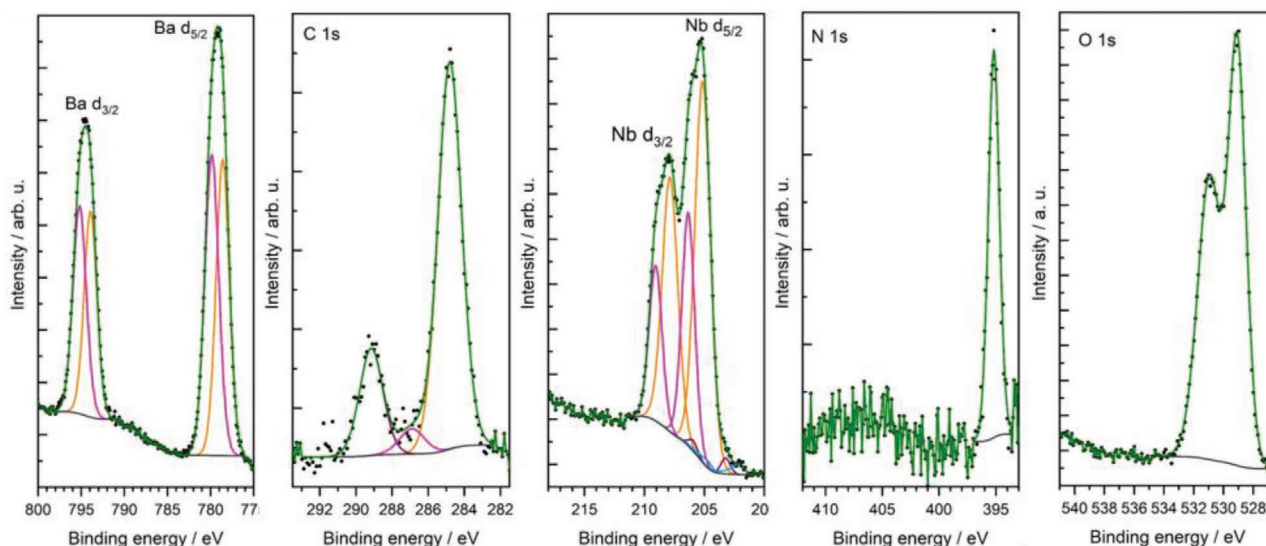 Ba d5/2
Ba d3/2
Intensity / arb. u.
800 795 790 785 780 77
Binding energy / eV
C 1s
Intensity / arb. u.
292 290 288 286 284 282
Binding energy / eV
Nb d5/2
Nb d3/2
Intensity / arb. u.
215 210 205 20
Binding energy / eV
N 1s
Intensity / arb. u.
410 405 400 395
Binding energy / eV
O 1s
Intensity / a. u.
540 538 536 534 532 530 528
Binding energy / eV